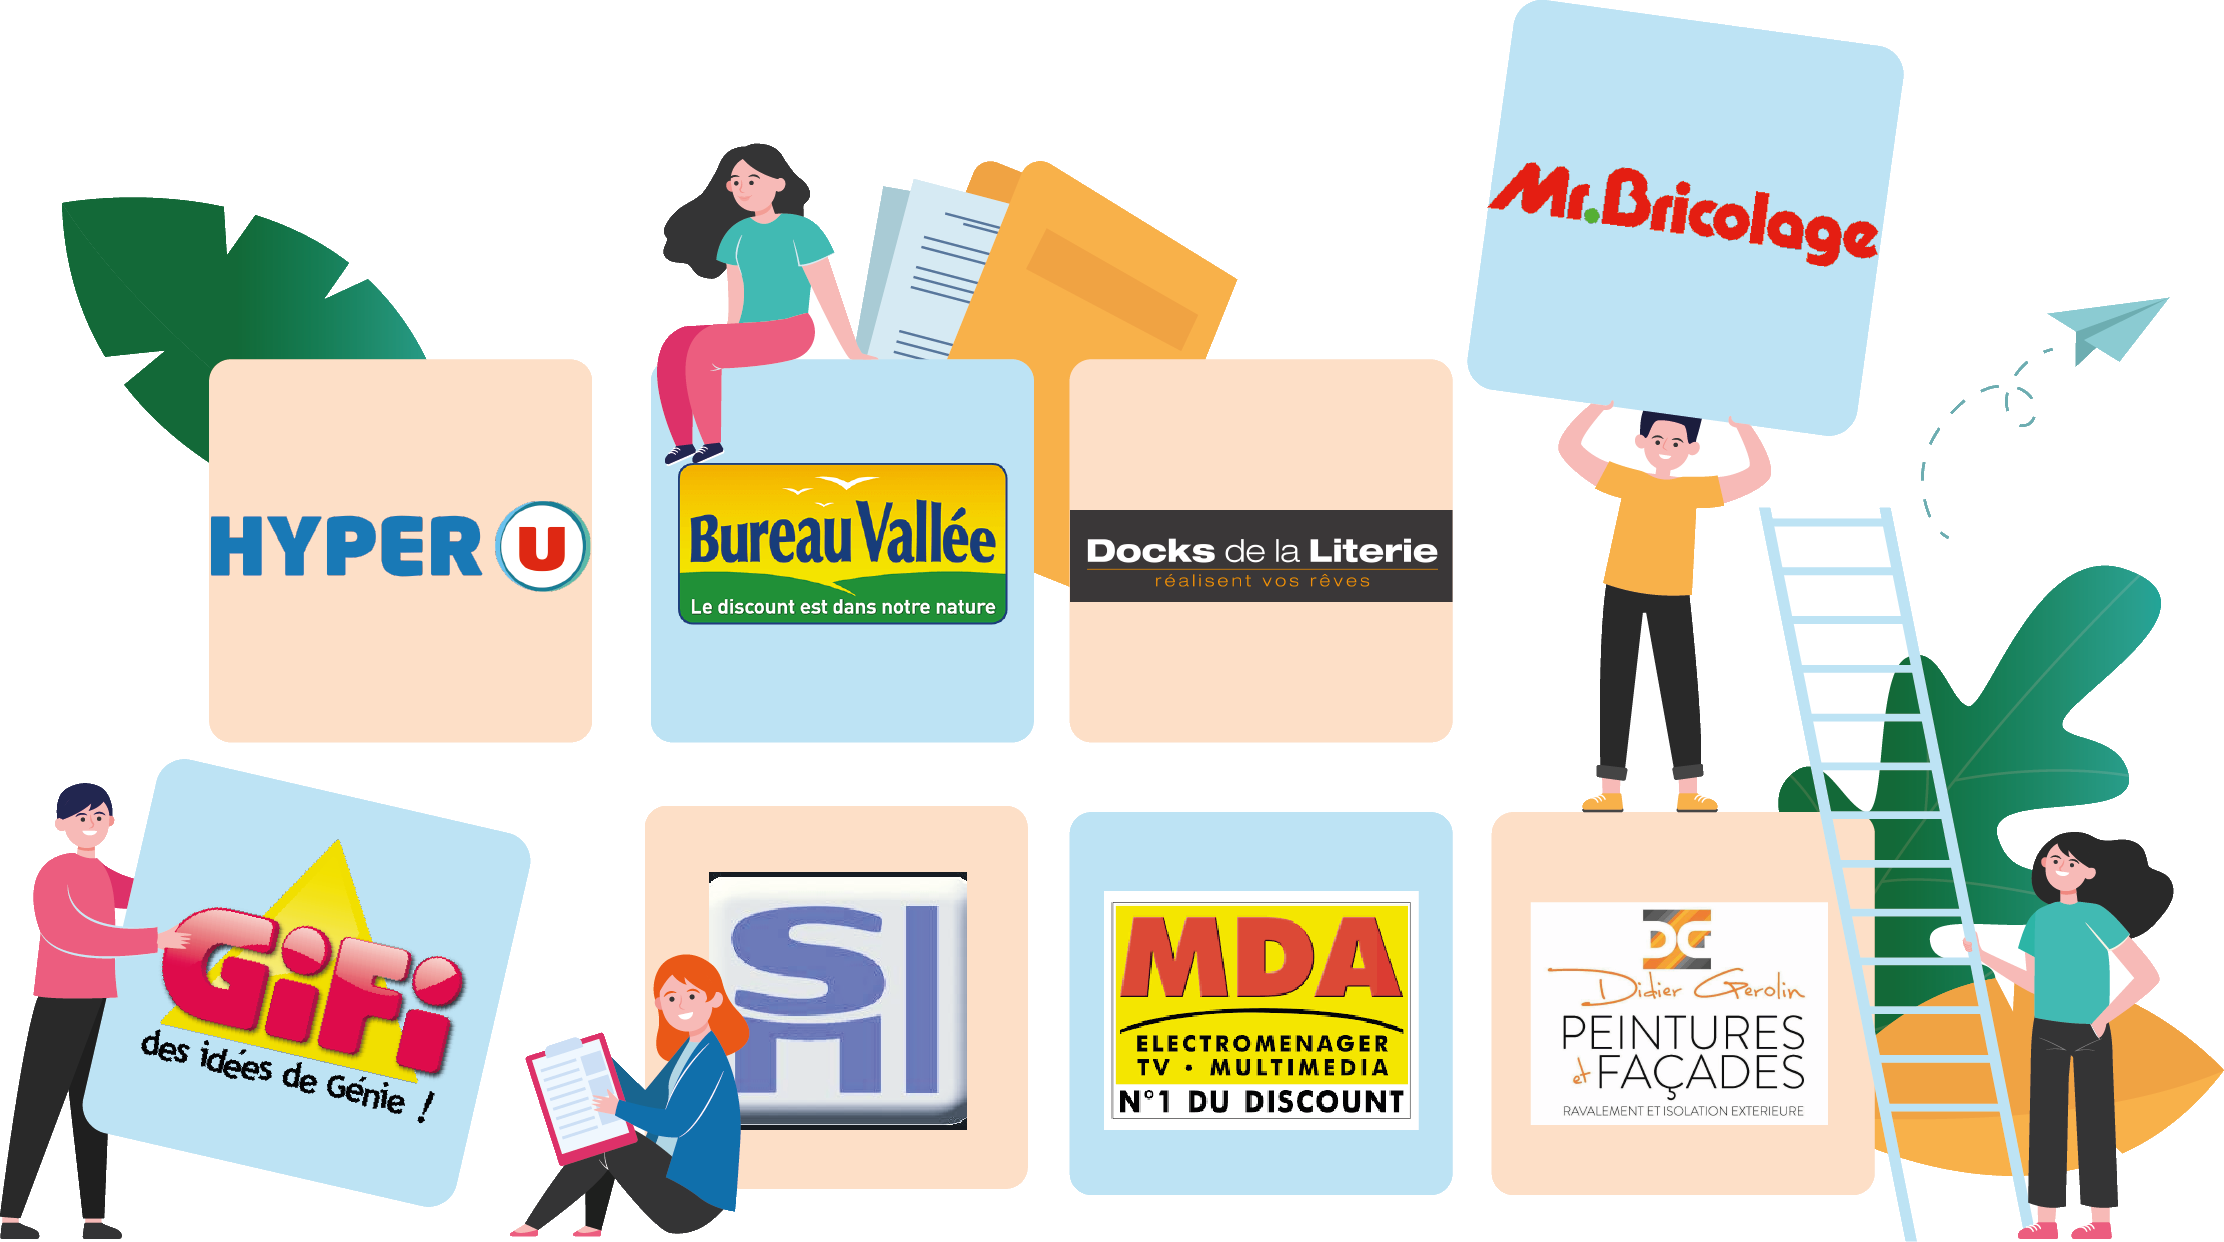 Mr.Bricolage
HYPER U
Bureau Vallée
Le discount est dans notre nature
Docks de la Literie
réalisent vos rêves
GiFi
des idées de Génie !
MDA
ELECTROMENAGER
TV • MULTIMEDIA
N°1 DU DISCOUNT
DG
Didier Gerolin
PEINTURES
et FAÇADES
RAVALEMENT ET ISOLATION EXTERIEURE